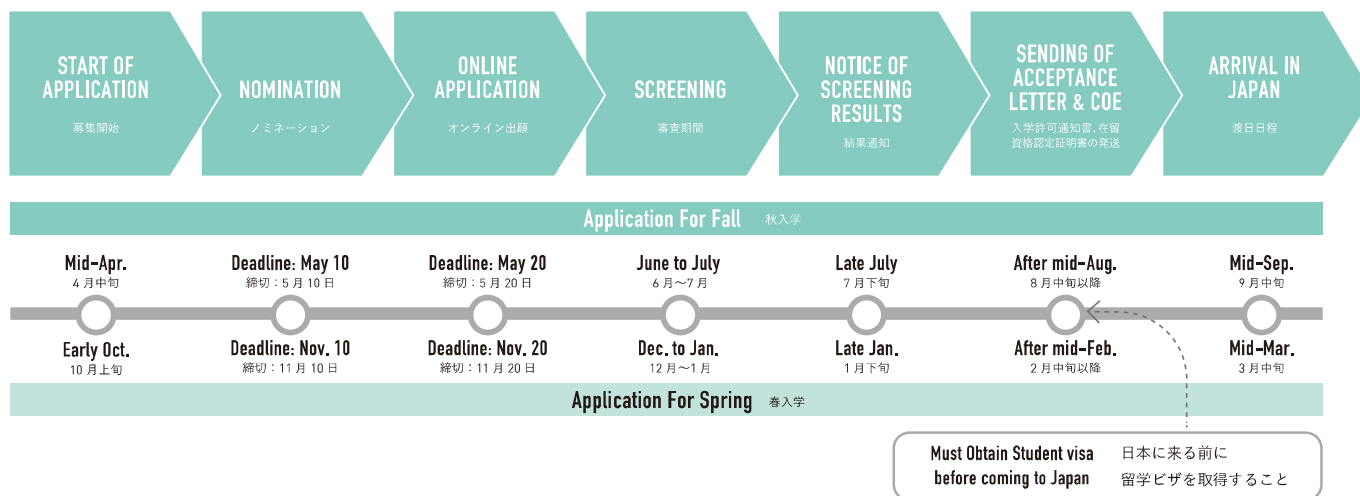 START OF
APPLICATION
募集開始
NOMINATION
ノミネーション
ONLINE
APPLICATION
オンライン出願
SCREENING
審査期間
NOTICE OF
SCREENING
RESULTS
結果通知
SENDING OF
ACCEPTANCE
LETTER & COE
入学許可通知書、在留
資格認定証明書の発送
ARRIVAL IN
JAPAN
渡日日程
Application For Fall 秋入学
Mid-Apr.
4月中旬
Deadline: May 10
締切：5月10日
Deadline: May 20
締切：5月20日
June to July
6月〜7月
Late July
7月下旬
After mid-Aug.
8月中旬以降
Mid-Sep.
9月中旬
Early Oct.
10月上旬
Deadline: Nov. 10
締切：11月10日
Deadline: Nov. 20
締切：11月20日
Dec. to Jan.
12月〜1月
Late Jan.
1月下旬
After mid-Feb.
2月中旬以降
Mid-Mar.
3月中旬
Application For Spring 春入学
Must Obtain Student visa
before coming to Japan
日本に来る前に
留学ビザを取得すること